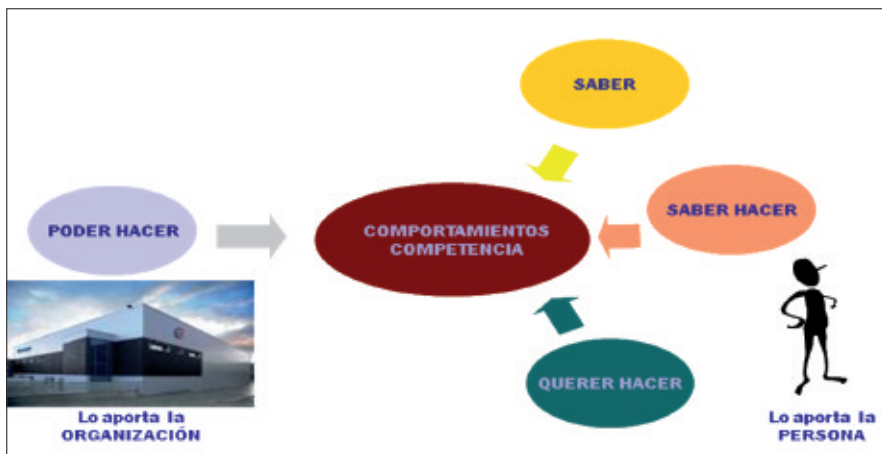 SABER
SABER HACER
PODER HACER
COMPORTAMIENTOS
COMPETENCIA
QUERER HACER
Lo aporta la
ORGANIZACIÓN
Lo aporta la
PERSONA